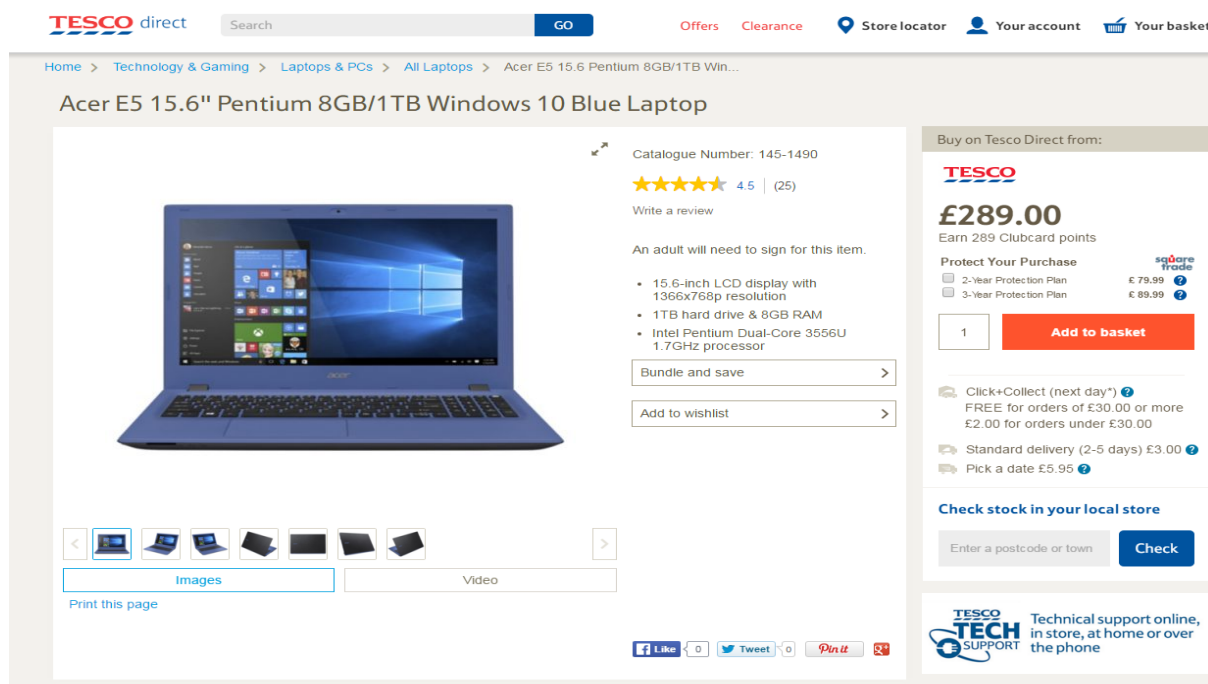 TESCO direct
Search
GO
Offers
Clearance
Store locator
Your account
Your basket
Home > Technology & Gaming > Laptops & PCs > All Laptops > Acer E5 15.6 Pentium 8GB/1TB Win...
Acer E5 15.6" Pentium 8GB/1TB Windows 10 Blue Laptop
acer
Images
Video
Print this page
Catalogue Number: 145-1490
4.5 (25)
Write a review
An adult will need to sign for this item.
• 15.6-inch LCD display with
1366x768p resolution
• 1TB hard drive & 8GB RAM
• Intel Pentium Dual-Core 3556U
1.7GHz processor
Bundle and save
Add to wishlist
Like 0
Tweet 0
Pin it
g+
Buy on Tesco Direct from:
TESCO
£289.00
Earn 289 Clubcard points
Protect Your Purchase
square
trade
2-Year Protection Plan £ 79.99 ?
3-Year Protection Plan £ 89.99 ?
1
Add to basket
Click+Collect (next day*) ?
FREE for orders of £30.00 or more
£2.00 for orders under £30.00
Standard delivery (2-5 days) £3.00 ?
Pick a date £5.95 ?
Check stock in your local store
Enter a postcode or town
Check
TESCO
TECH
SUPPORT
Technical support online,
in store, at home or over
the phone